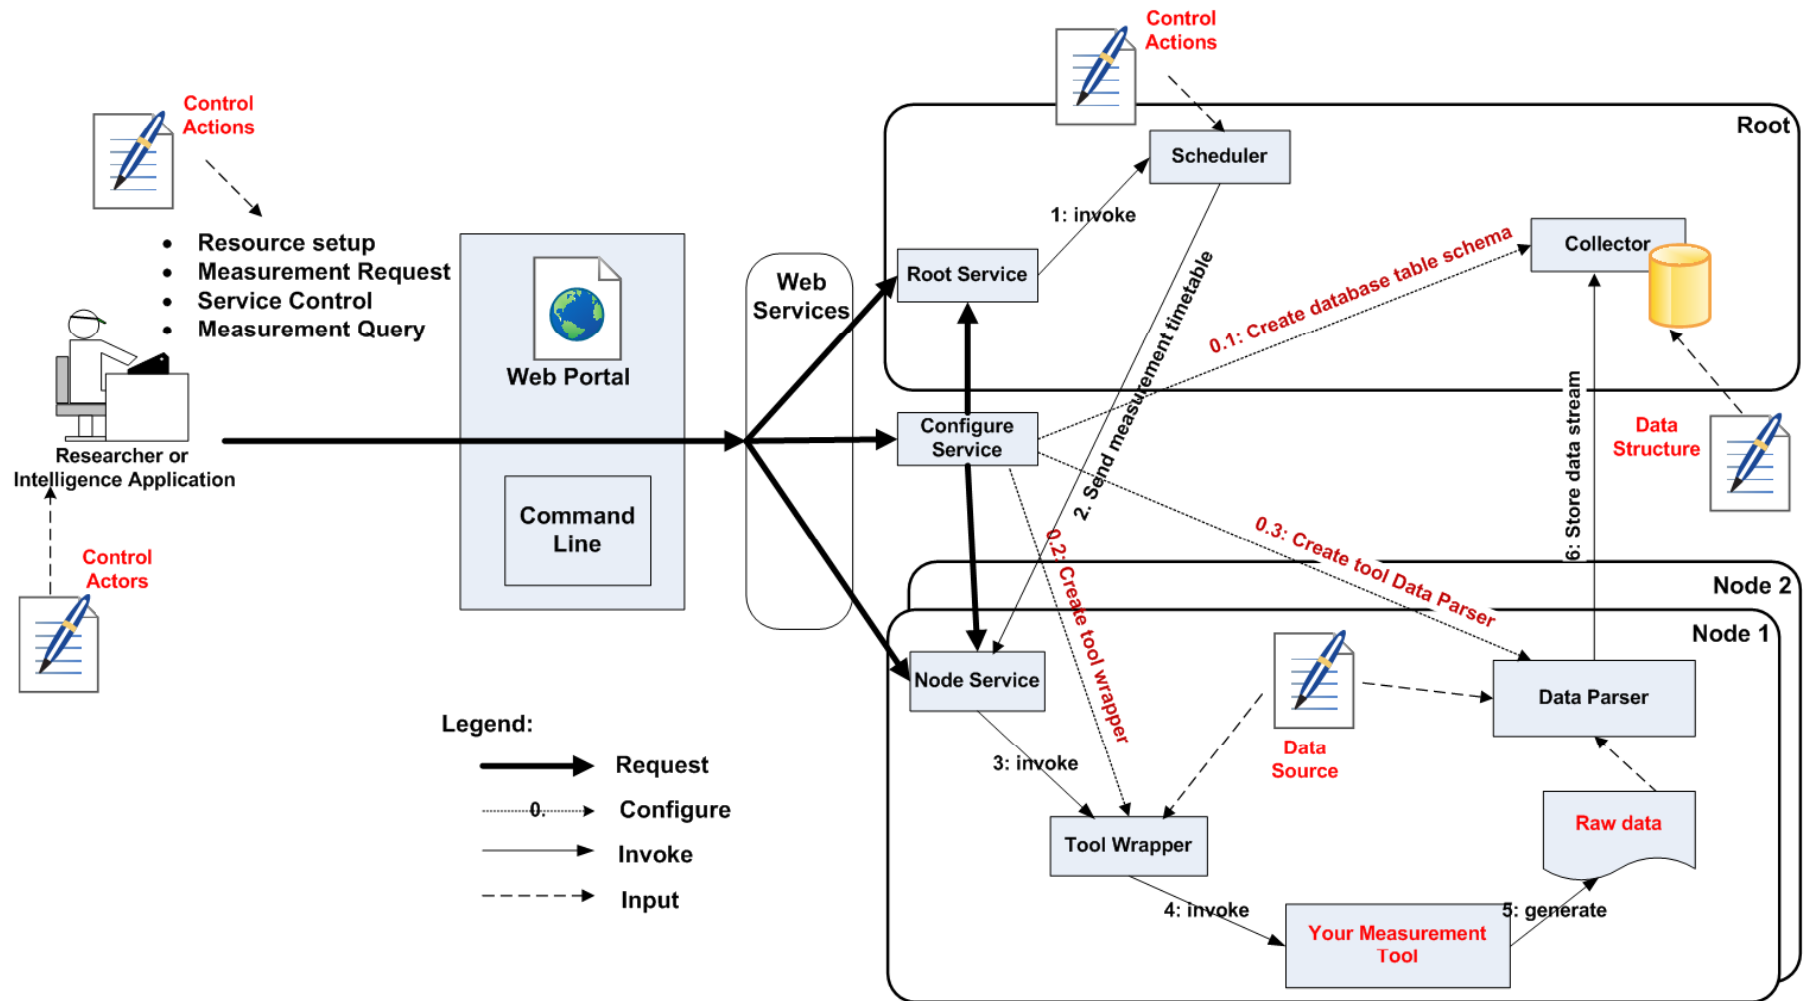 Control
Actions
Control
Actions
Root
Scheduler
1: invoke
Collector
Resource setup
Measurement Request
Service Control
Measurement Query
Web
Services
Root Service
0.1: Create database table schema
Web Portal
2. Send measurement timetable
Configure
Service
6: Store data stream
Data
Structure
Researcher or
Intelligence Application
Command
Line
0.3: Create tool Data Parser
0.2: Create tool wrapper
Control
Actors
Node 2
Node 1
Node Service
Data Parser
Data
Source
Legend:
Request
0.
Configure
Invoke
Input
3: invoke
Tool Wrapper
Raw data
4: invoke
5: generate
Your Measurement
Tool